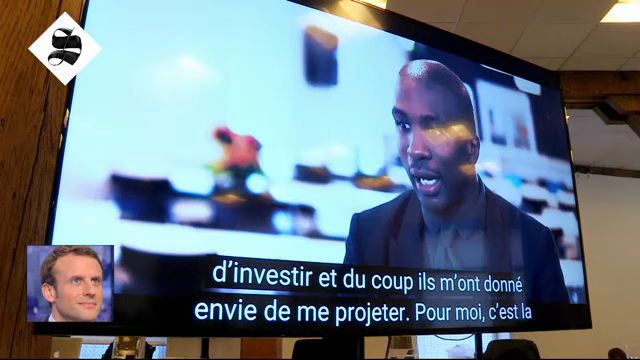 d'investir et du coup ils m'ont donné
envie de me projeter. Pour moi, c'est la